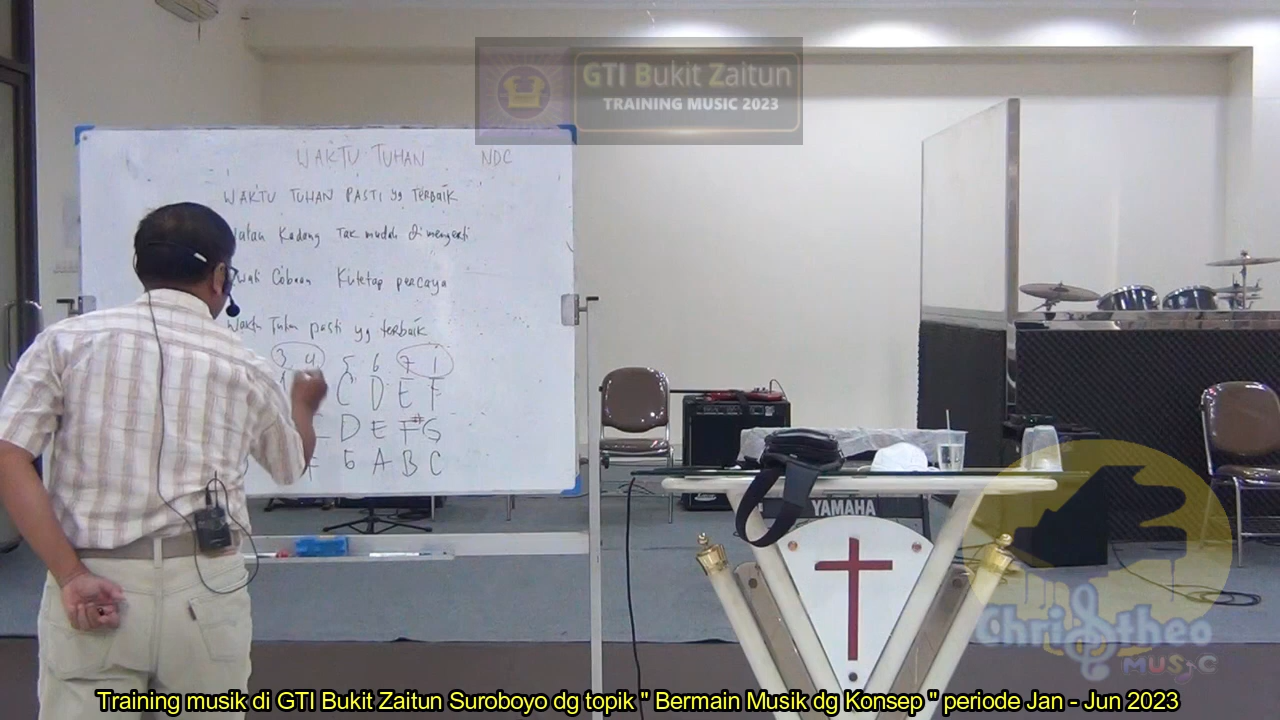 GTI Bukit Zaitun
TRAINING MUSIC 2023
WAKTU TUHAN NDC
WAKTU TUHAN PASTI yg TERBAIK
Kadang Tak mudah di mengerti
Cobaan Kutetap percaya
Waktu Tuhan pasti yg terbaik
3 4 5 6 7 1
C D E F
D E F# G
G A B C
YAMAHA
Christtheo
MUSIC
Training musik di GTI Bukit Zaitun Suroboyo dg topik " Bermain Musik dg Konsep " periode Jan - Jun 2023